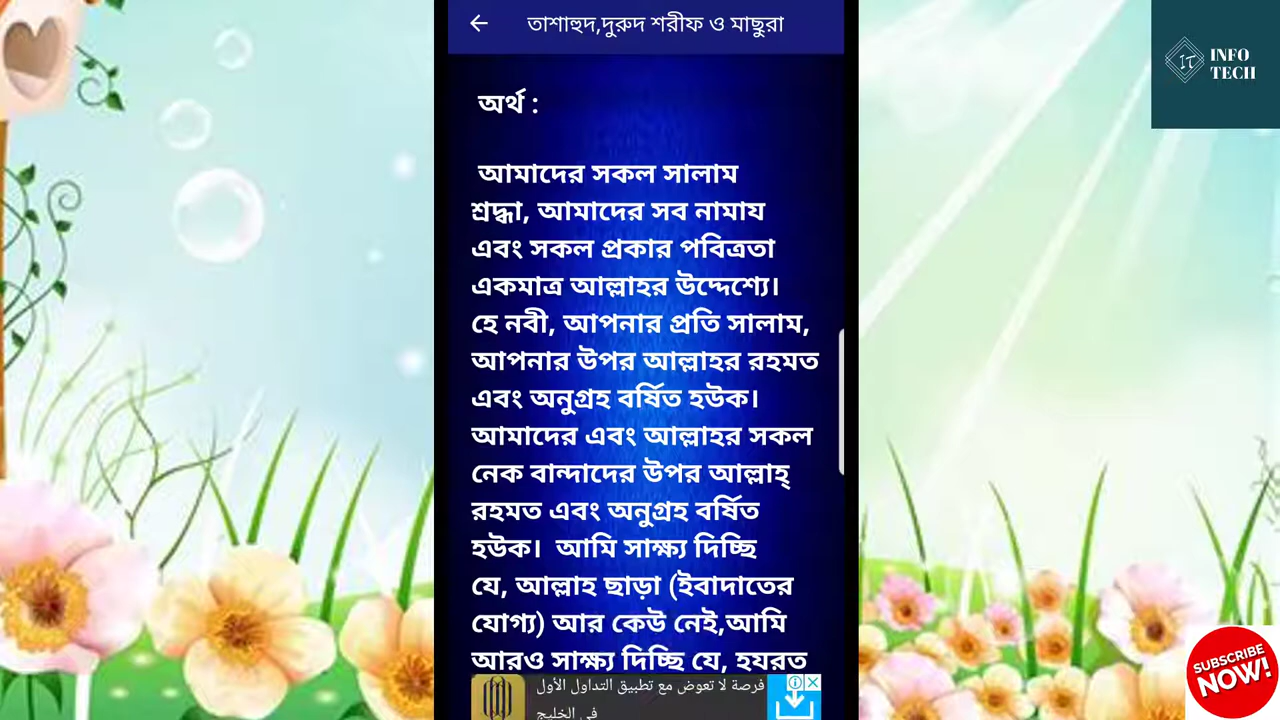 তাশাহুদ,দুরুদ শরীফ ও মাছুরা
INFO
TECH
অর্থ :
আমাদের সকল সালাম
শ্রদ্ধা, আমাদের সব নামায
এবং সকল প্রকার পবিত্রতা
একমাত্র আল্লাহর উদ্দেশ্যে।
হে নবী, আপনার প্রতি সালাম,
আপনার উপর আল্লাহর রহমত
এবং অনুগ্রহ বর্ষিত হউক।
আমাদের এবং আল্লাহর সকল
নেক বান্দাদের উপর আল্লাহ্
রহমত এবং অনুগ্রহ বর্ষিত
হউক। আমি সাক্ষ্য দিচ্ছি
যে, আল্লাহ ছাড়া (ইবাদাতের
যোগ্য) আর কেউ নেই,আমি
আরও সাক্ষ্য দিচ্ছি যে, হযরত
فرصة لا تعوض مع تطبيق التداول الأول
في الخليج
SUBSCRIBE
NOW!